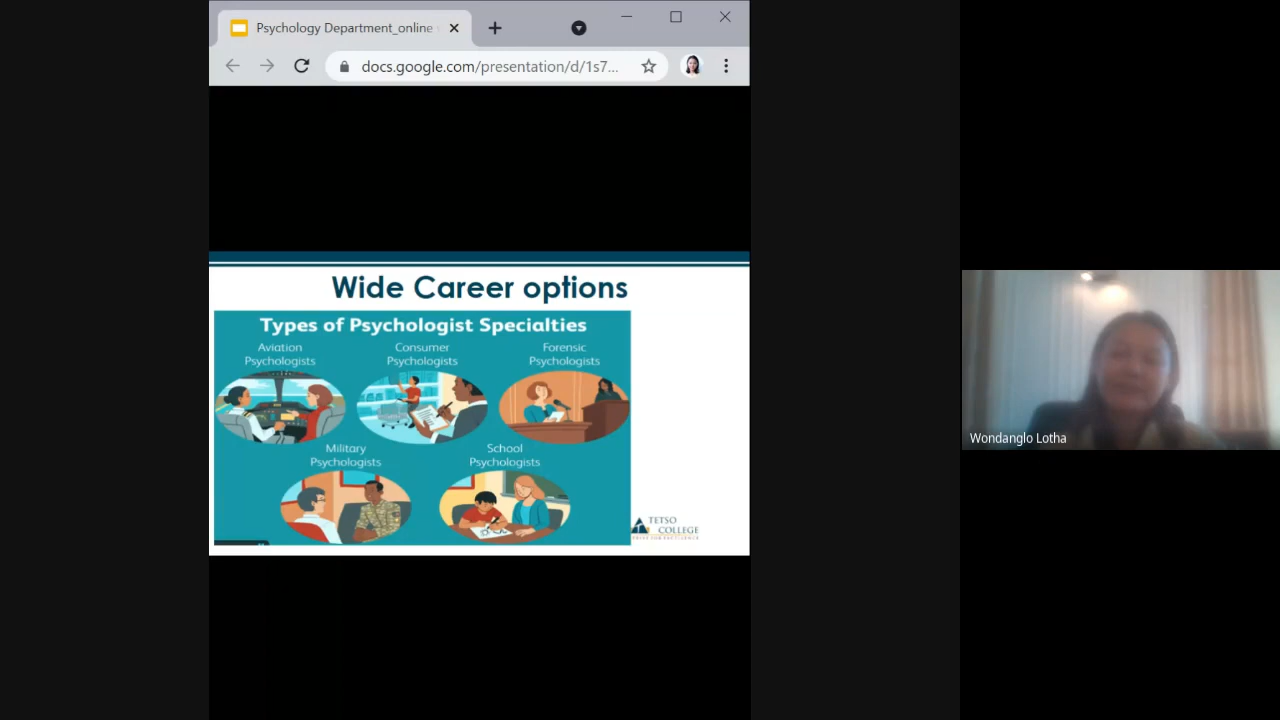 Psychology Department_online
docs.google.com/presentation/d/1s7...
Wide Career options
Types of Psychologist Specialties
Aviation
Psychologists
Consumer
Psychologists
Forensic
Psychologists
Military
Psychologists
School
Psychologists
TETSO
COLLEGE
Wondanglo Lotha